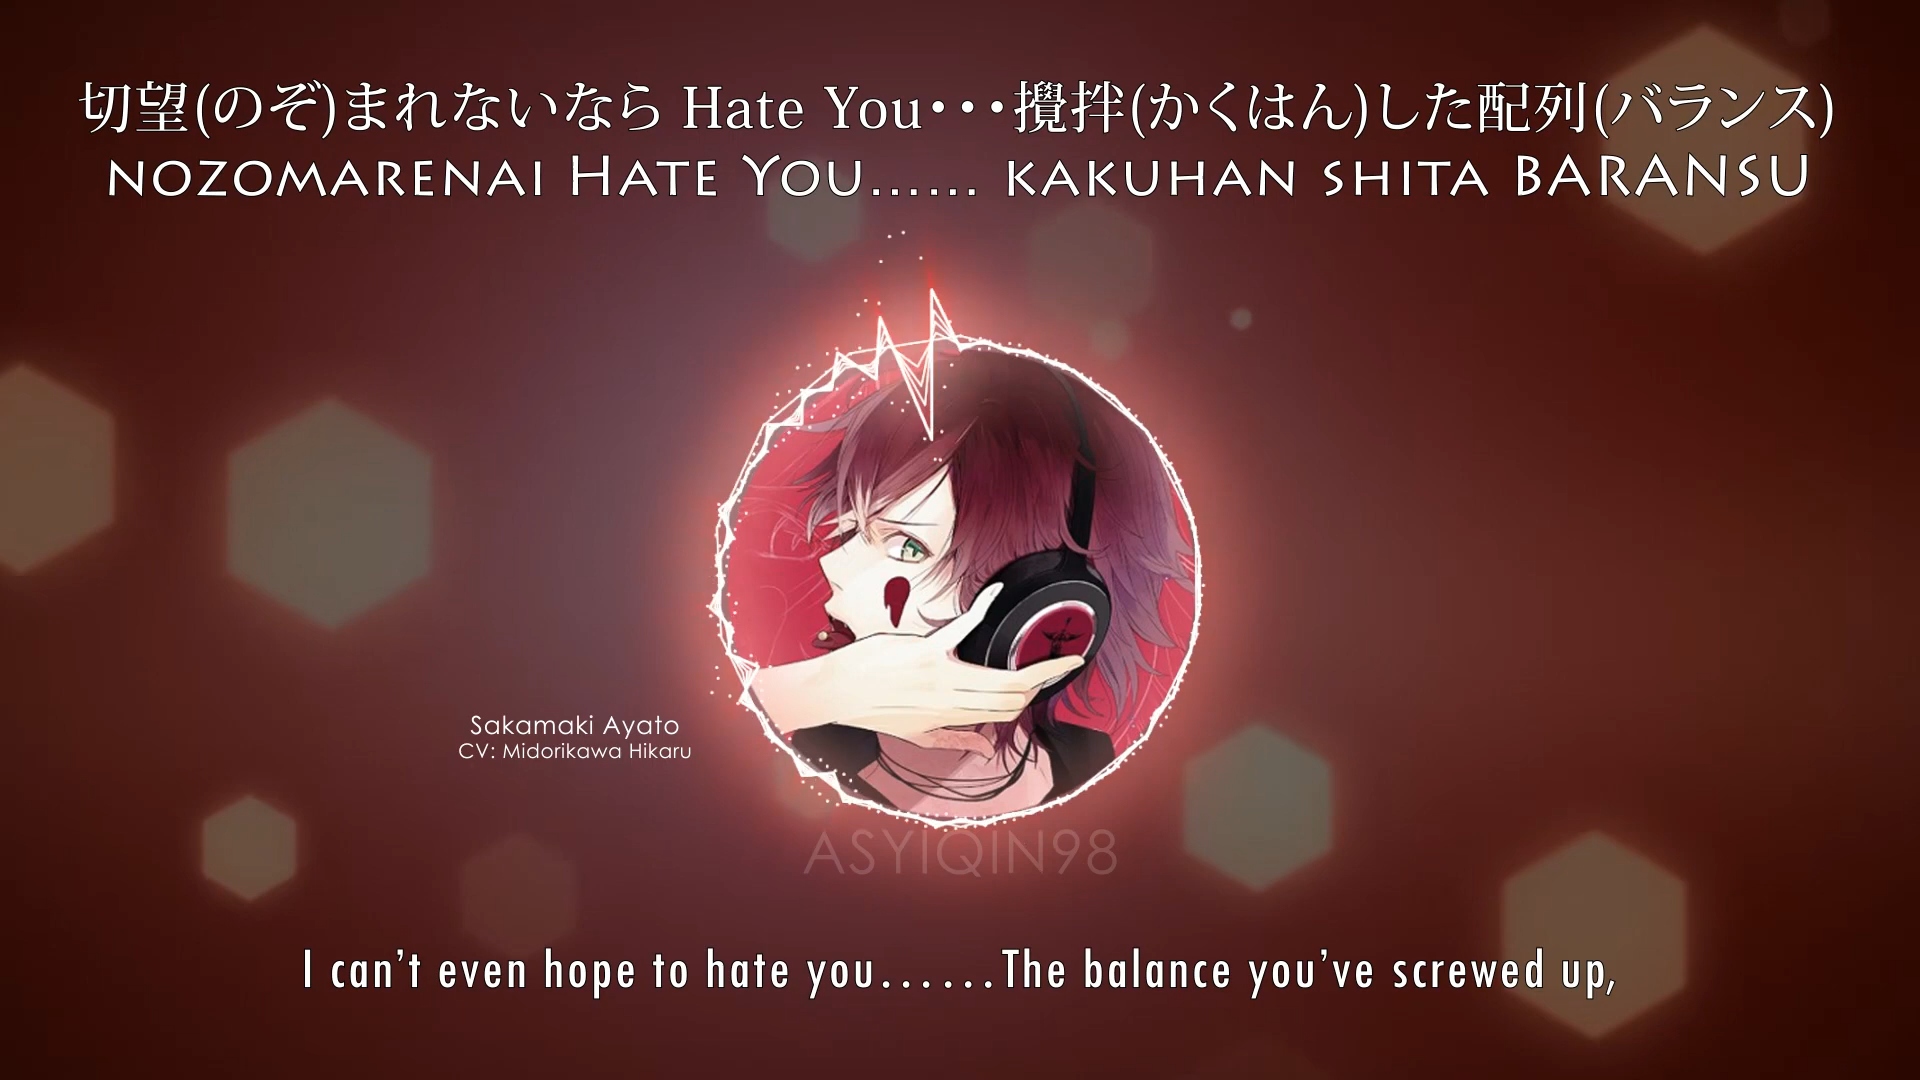 切望(のぞ)まれないなら Hate You･･･攪拌(かくはん)した配列(バランス)
NOZOMARENAI HATE YOU...... KAKUHAN SHITA BARANSU
Sakamaki Ayato
CV: Midorikawa Hikaru
ASYIQIN98
I can’t even hope to hate you......The balance you’ve screwed up,